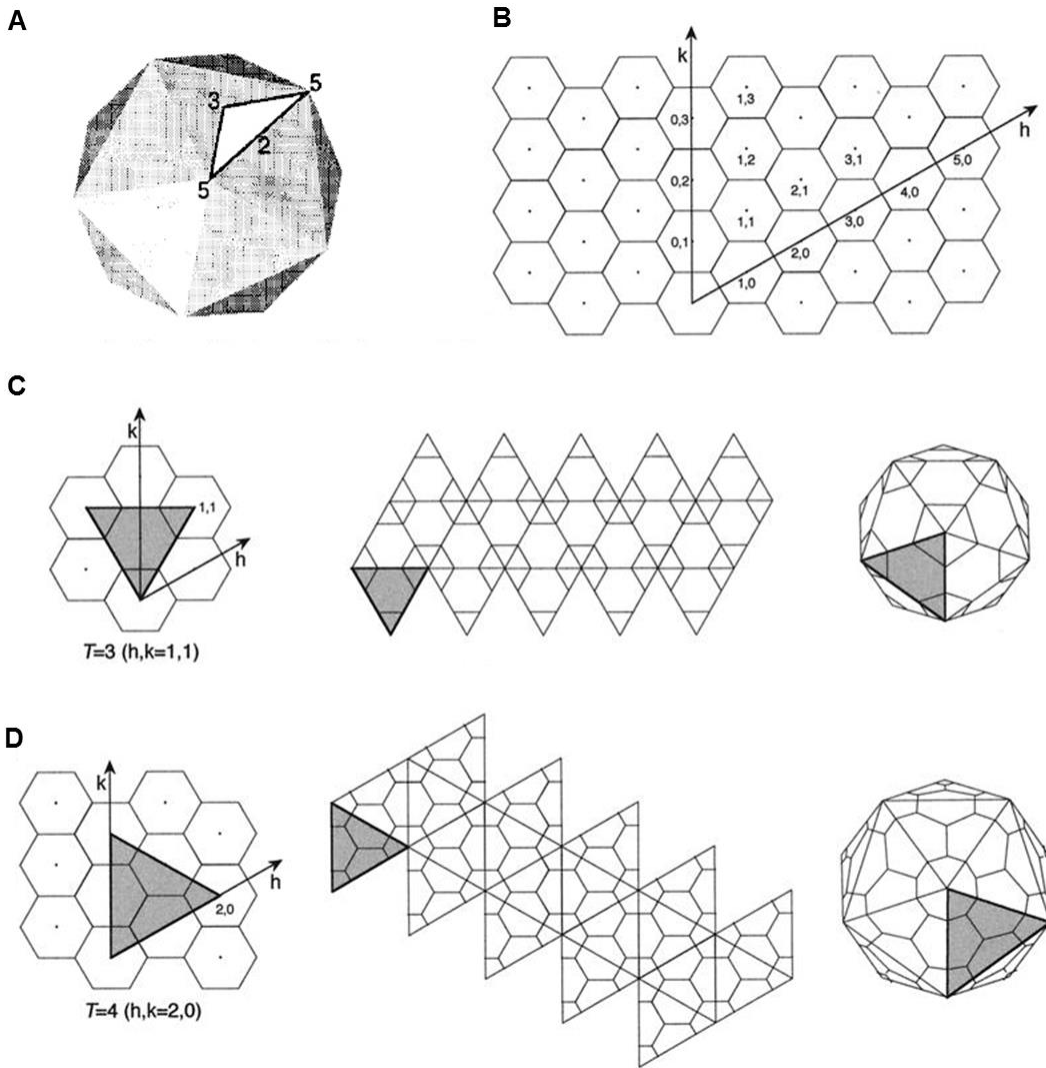 A
5
3
2
5
B
k
h
1,3
0,3
1,2
3,1
5,0
0,2
2,1
4,0
1,1
3,0
0,1
2,0
1,0
C
k
1,1
h
T=3 (h,k=1,1)
D
k
h
2,0
T=4 (h,k=2,0)